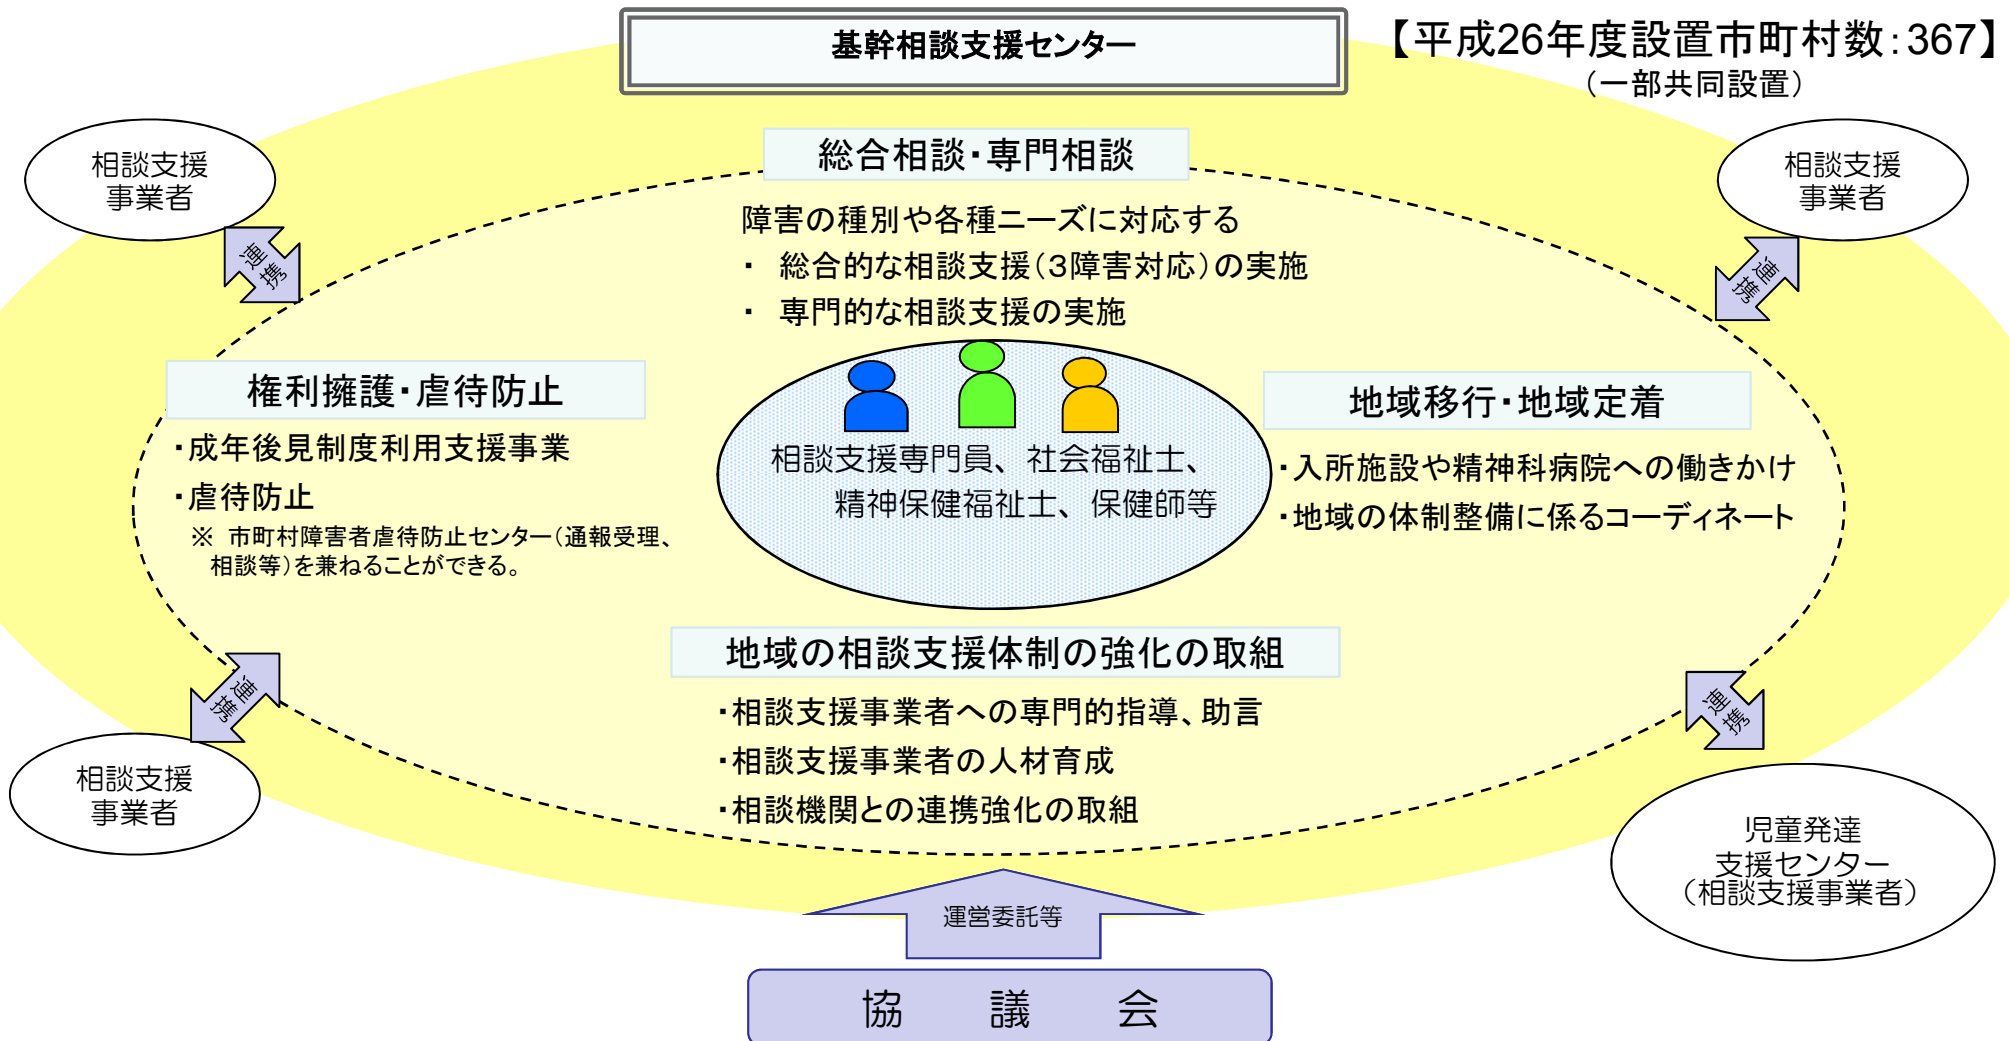 基幹相談支援センター
【平成26年度設置市町村数:367】
(一部共同設置)
相談支援
事業者
連携
総合相談・専門相談
障害の種別や各種ニーズに対応する
・ 総合的な相談支援(3障害対応)の実施
・ 専門的な相談支援の実施
相談支援
事業者
連携
権利擁護・虐待防止
・成年後見制度利用支援事業
・虐待防止
※ 市町村障害者虐待防止センター(通報受理、
相談等)を兼ねることができる。
相談支援専門員、社会福祉士、
精神保健福祉士、保健師等
地域移行・地域定着
・入所施設や精神科病院への働きかけ
・地域の体制整備に係るコーディネート
地域の相談支援体制の強化の取組
・相談支援事業者への専門的指導、助言
・相談支援事業者の人材育成
・相談機関との連携強化の取組
連携
相談支援
事業者
連携
児童発達
支援センター
(相談支援事業者)
運営委託等
協 議 会